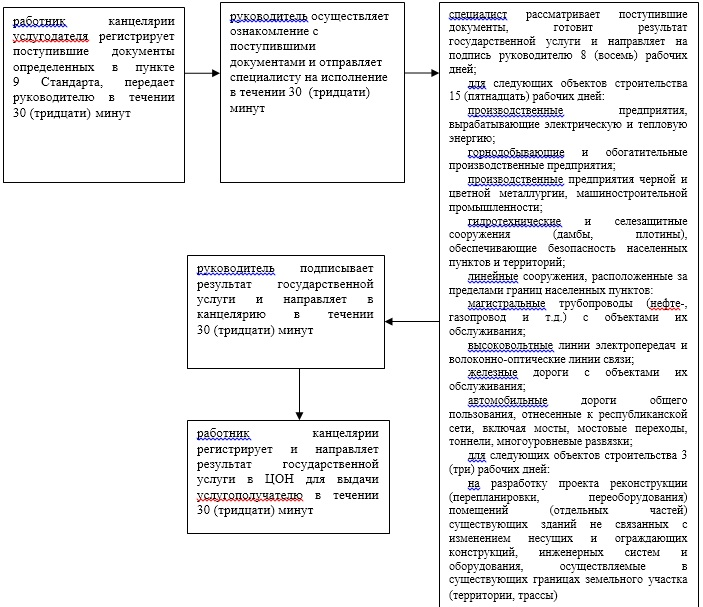 работник канцелярии
услугодателя регистрирует
поступившие документы
определенных в пункте
9 Стандарта, передает
руководителю в течении
30 (тридцати) минут
руководитель осуществляет
ознакомление с
поступившими
документами и отправляет
специалисту на исполнение
в течении 30 (тридцати)
минут
специалист рассматривает поступившие
документы, готовит результат
государственной услуги и направляет на
подпись руководителю 8 (восемь) рабочих
дней;
для следующих объектов строительства
15 (пятнадцать) рабочих дней:
производственные предприятия,
вырабатывающие электрическую и тепловую
энергию;
горнодобывающие и обогатительные
производственные предприятия;
производственные предприятия черной и
цветной металлургии, машиностроительной
промышленности;
гидротехнические и селезащитные
сооружения (дамбы, плотины),
обеспечивающие безопасность населенных
пунктов и территорий;
линейные сооружения, расположенные за
пределами границ населенных пунктов:
магистральные трубопроводы (нефте-,
газопровод и т.д.) с объектами их
обслуживания;
высоковольтные линии электропередач и
волоконно-оптические линии связи;
железные дороги с объектами их
обслуживания;
автомобильные дороги общего
пользования, отнесенные к республиканской
сети, включая мосты, мостовые переходы,
тоннели, многоуровневые развязки;
для следующих объектов строительства 3
(три) рабочих дней:
на разработку проекта реконструкции
(перепланировки, переоборудования)
помещений (отдельных частей)
существующих зданий не связанных с
изменением несущих и ограждающих
конструкций, инженерных систем и
оборудования, осуществляемые в
существующих границах земельного участка
(территории, трассы)
руководитель подписывает
результат государственной
услуги и направляет в
канцелярию в течении
30 (тридцати) минут
работник канцелярии
регистрирует и направляет
результат государственной
услуги в ЦОН для выдачи
услугополучателю в течении
30 (тридцати) минут